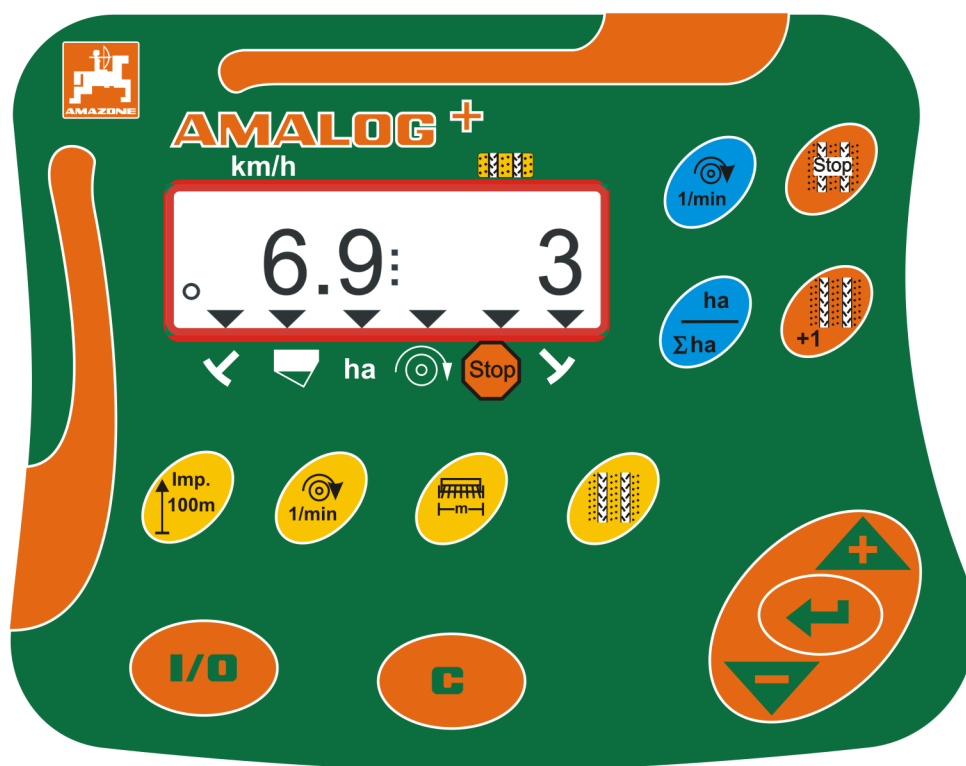 AMAZONE
AMALOG+
km/h
6.9 3
ha
Stop
1/min
Stop
ha
Σha
+1
Imp.
100m
1/min
m
+
I/O
C
-